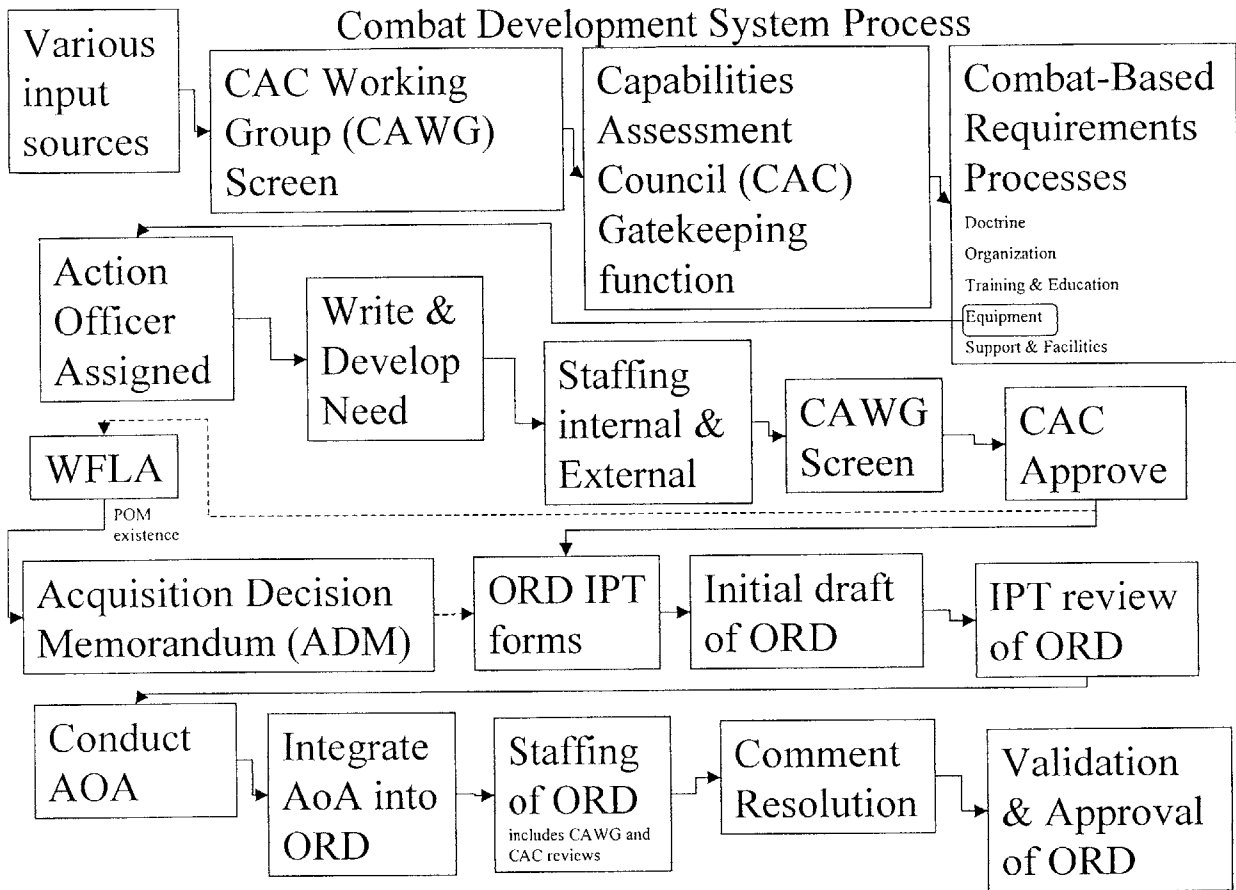 Combat Development System Process
Various
input
sources
CAC Working
Group (CAWG)
Screen
Capabilities
Assessment
Council (CAC)
Gatekeeping
function
Combat-Based
Requirements
Processes
Doctrine
Organization
Training & Education
Equipment
Support & Facilities
Action
Officer
Assigned
Write &
Develop
Need
Staffing
internal &
External
CAWG
Screen
CAC
Approve
WFLA
POM
existence
Acquisition Decision
Memorandum (ADM)
ORD IPT
forms
Initial draft
of ORD
IPT review
of ORD
Conduct
AOA
Integrate
AoA into
ORD
Staffing
of ORD
includes CAWG and
CAC reviews
Comment
Resolution
Validation
& Approval
of ORD